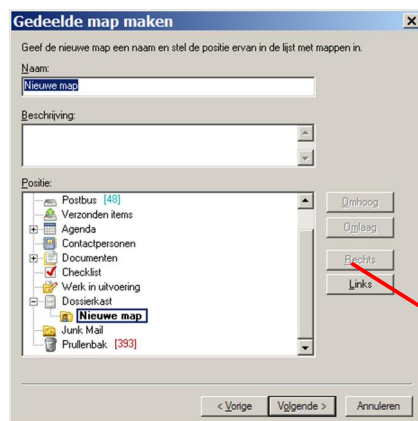 Gedeelde map maken
Geef de nieuwe map een naam en stel de positie ervan in de lijst met mappen in.
Naam:
Nieuwe map
Beschrijving:
Positie:
Postbus [48]
Verzonden items
Agenda
Contactpersonen
Documenten
Checklist
Werk in uitvoering
Dossierkast
Nieuwe map
Junk Mail
Prullenbak [393]
Omhoog
Omlaag
Rechts
Links
< Vorige
Volgende >
Annuleren